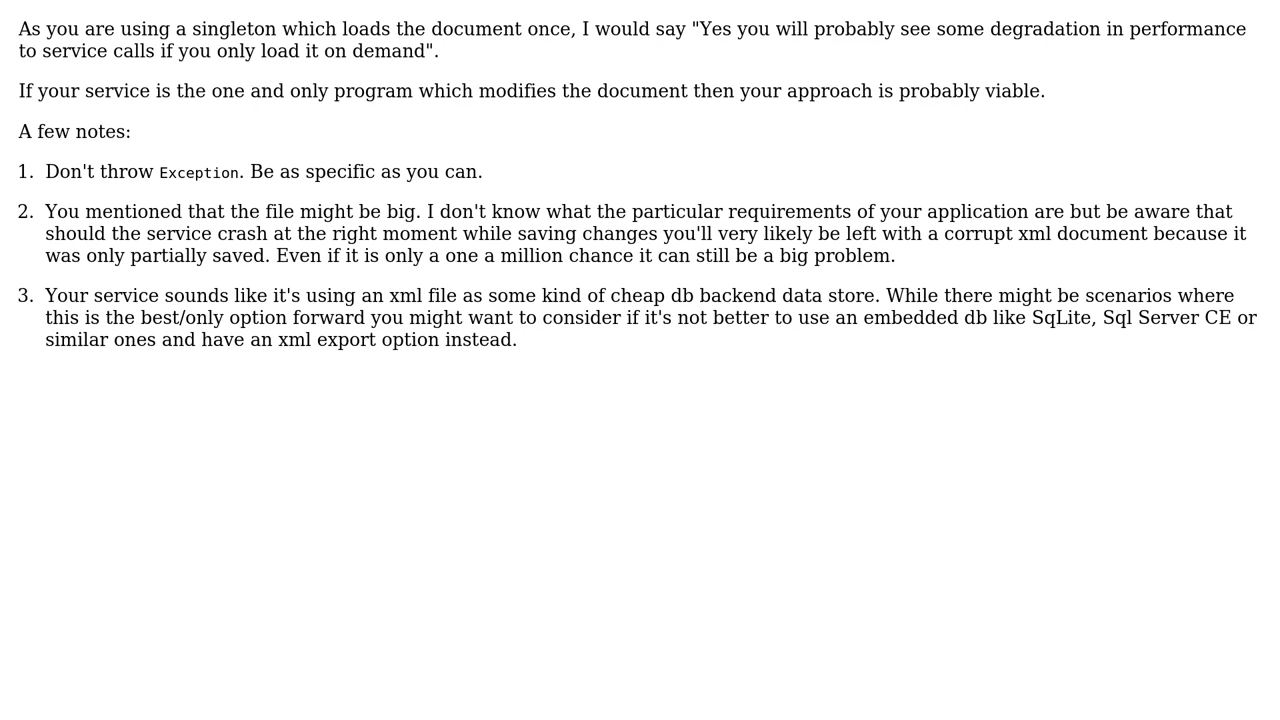 As you are using a singleton which loads the document once, I would say "Yes you will probably see some degradation in performance
to service calls if you only load it on demand".
If your service is the one and only program which modifies the document then your approach is probably viable.
A few notes:
1. Don't throw Exception. Be as specific as you can.
2. You mentioned that the file might be big. I don't know what the particular requirements of your application are but be aware that
should the service crash at the right moment while saving changes you'll very likely be left with a corrupt xml document because it
was only partially saved. Even if it is only a one a million chance it can still be a big problem.
3. Your service sounds like it's using an xml file as some kind of cheap db backend data store. While there might be scenarios where
this is the best/only option forward you might want to consider if it's not better to use an embedded db like SqLite, Sql Server CE or
similar ones and have an xml export option instead.